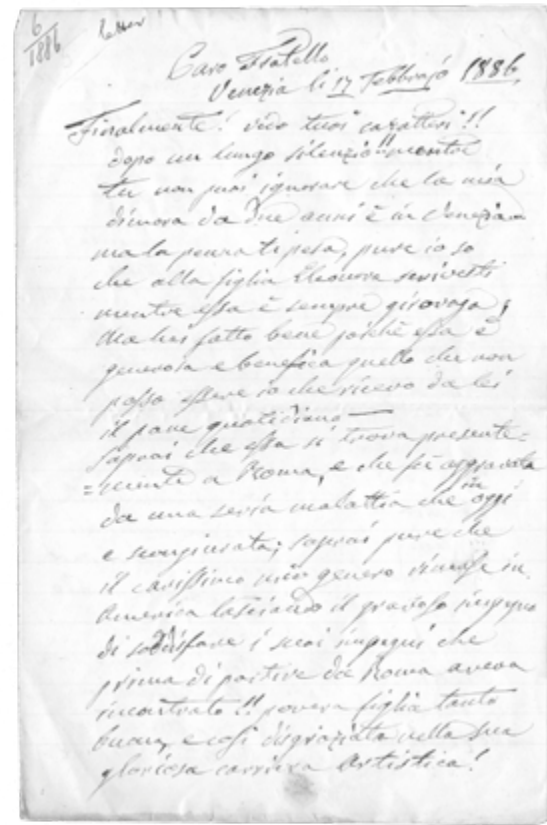 6
1886
letter
Caro Fratello
Venezia li 17 Febbrajo 1886
Finalmente! vedo tuoi caratteri!!
dopo un lungo silenzio!! mentre
tu non puoi ignorare che la mia
dimora da due anni è in Venezia
ma la penna ti pesa, pure io so
che alla figlia Eleonora scrivesti
mentre essa è sempre girovaga;
Ma hai fatto bene poichè essa è
generosa e benefica quello che non
posso essere io che ricevo da lei
il pane quotidiano —
Saprai che essa si trova presente=
=mente a Roma, e che fù aggravata
da una seria malattia che in oggi
è scongiurata; saprai pure che
il carissimo mio genero rimase in
America lasciando il gravoso impegno
di soddisfare i suoi impegni che
prima di partire da Roma aveva
incontrato!! povera figlia tanto
buona, e così disgraziata nella sua
gloriosa carriera artistica!